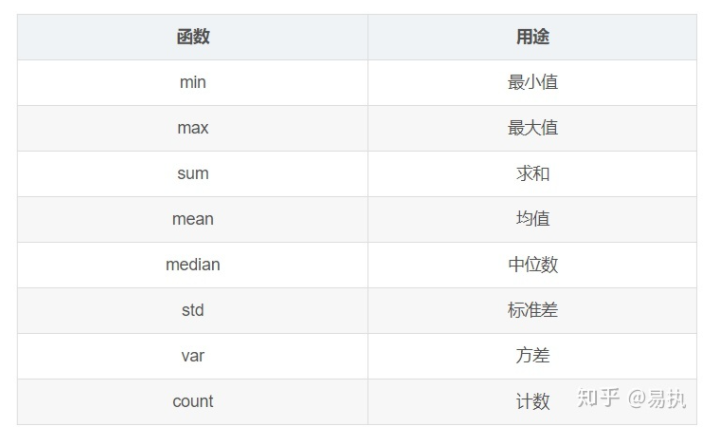 函数 用途
min 最小值
max 最大值
sum 求和
mean 均值
median 中位数
std 标准差
var 方差
count 计数
知乎 @易执